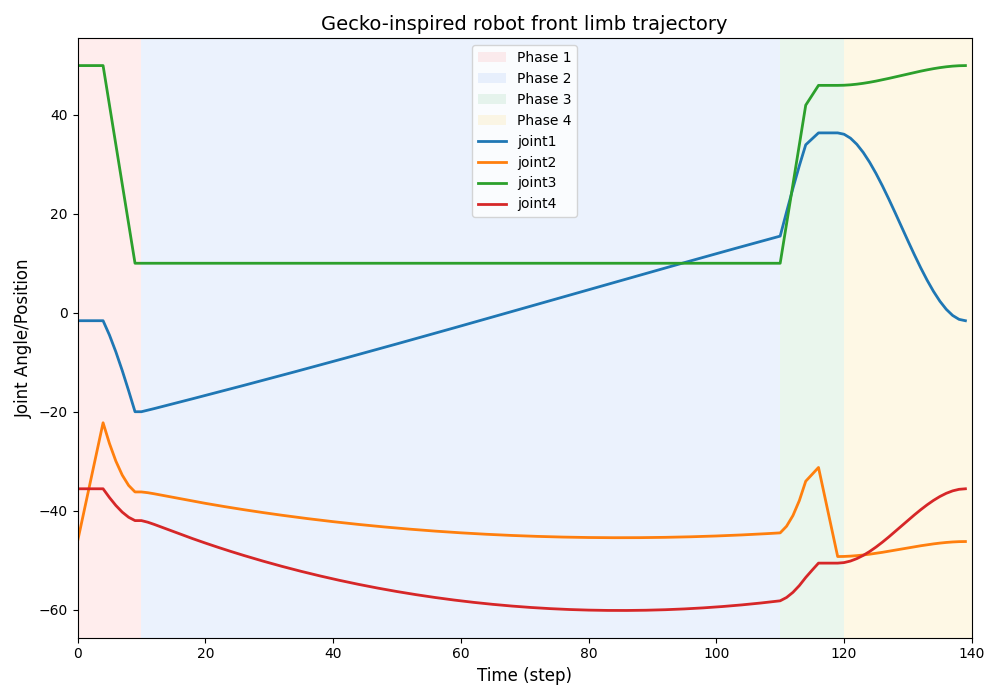 Gecko-inspired robot front limb trajectory
Phase 1
Phase 2
Phase 3
Phase 4
joint1
joint2
joint3
joint4
Joint Angle/Position
40
20
0
−20
−40
−60
0 20 40 60 80 100 120 140
Time (step)